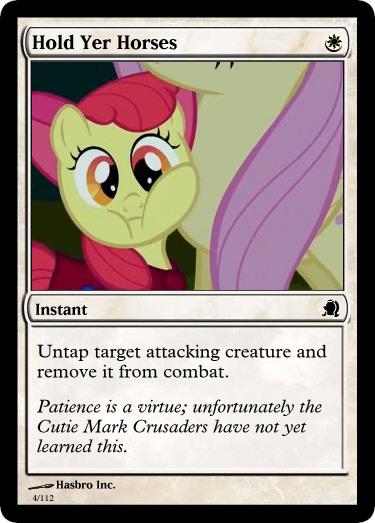 Hold Yer Horses
Instant
Untap target attacking creature and
remove it from combat.
Patience is a virtue; unfortunately the
Cutie Mark Crusaders have not yet
learned this.
Hasbro Inc.
4/112